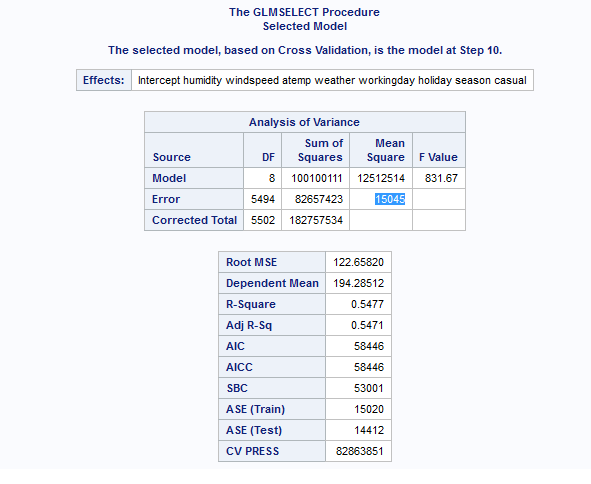 The GLMSELECT Procedure
Selected Model
The selected model, based on Cross Validation, is the model at Step 10.
Effects: Intercept humidity windspeed atemp weather workingday holiday season casual
Analysis of Variance
Source DF Sum of Squares Mean Square F Value
Model 8 100100111 12512514 831.67
Error 5494 82657423 15045
Corrected Total 5502 182757534
Root MSE 122.65820
Dependent Mean 194.28512
R-Square 0.5477
Adj R-Sq 0.5471
AIC 58446
AICC 58446
SBC 53001
ASE (Train) 15020
ASE (Test) 14412
CV PRESS 82863851